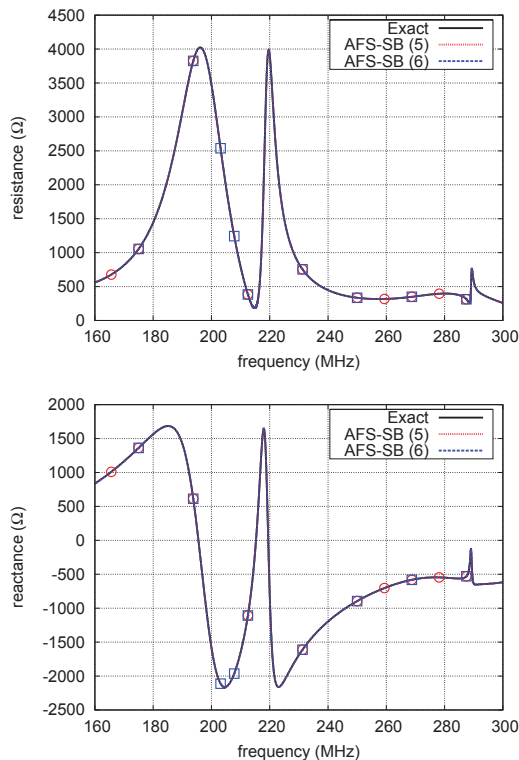 4500
4000
3500
3000
2500
2000
1500
1000
500
0
resistance (Ω)
Exact
AFS-SB (5)
AFS-SB (6)
160 180 200 220 240 260 280 300
frequency (MHz)
2000
1500
1000
500
0
-500
-1000
-1500
-2000
-2500
reactance (Ω)
Exact
AFS-SB (5)
AFS-SB (6)
160 180 200 220 240 260 280 300
frequency (MHz)